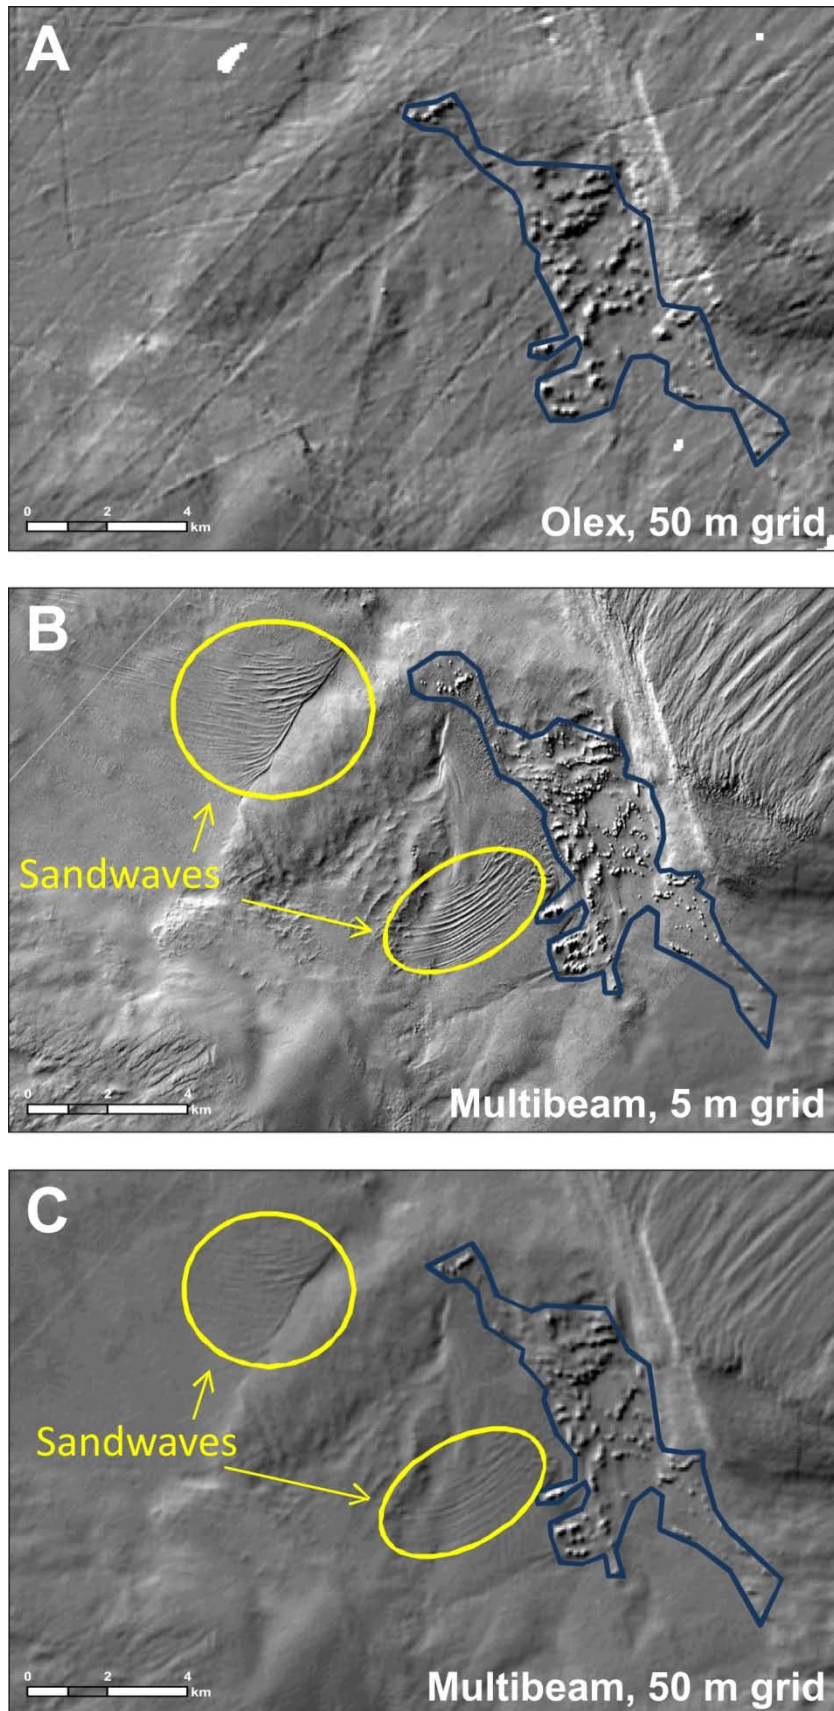 A
0 2 4
km
Olex, 50 m grid
B
Sandwaves
0 2 4
km
Multibeam, 5 m grid
C
Sandwaves
0 2 4
km
Multibeam, 50 m grid